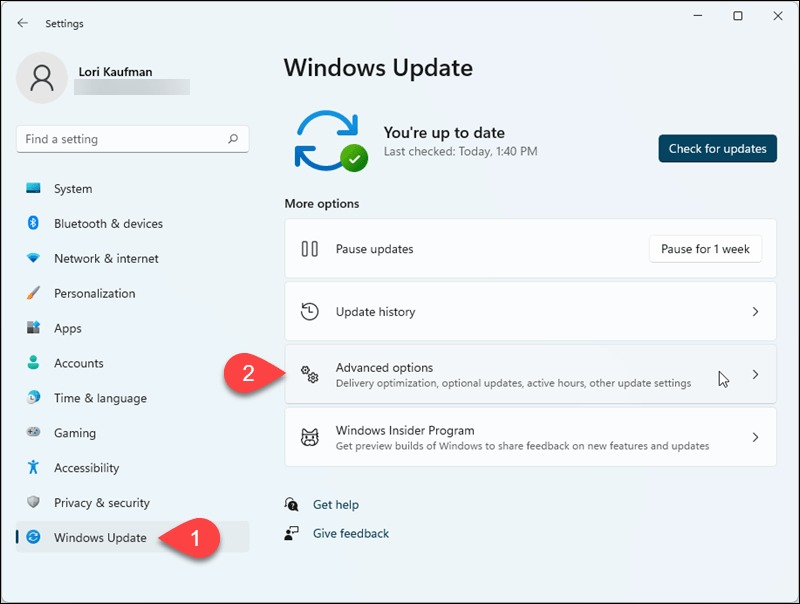 Settings
Lori Kaufman
Find a setting
System
Bluetooth & devices
Network & internet
Personalization
Apps
Accounts
Time & language
Gaming
Accessibility
Privacy & security
Windows Update
1
Windows Update
You're up to date
Last checked: Today, 1:40 PM
Check for updates
More options
Pause updates
Pause for 1 week
Update history
2
Advanced options
Delivery optimization, optional updates, active hours, other update settings
Windows Insider Program
Get preview builds of Windows to share feedback on new features and updates
Get help
Give feedback